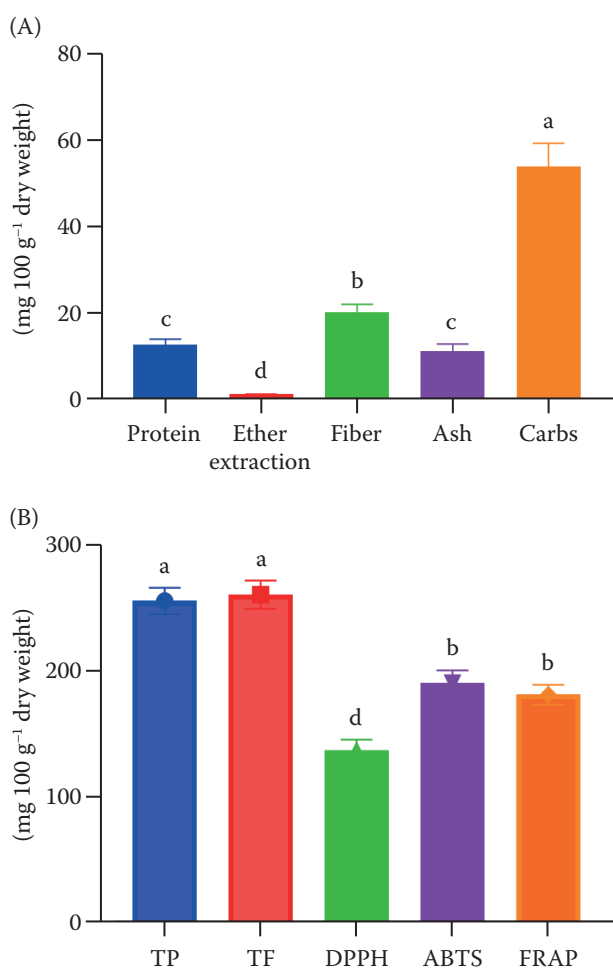 (A)
(mg 100 g⁻¹ dry weight)
80
60
40
20
0
c
d
b
c
a
Protein
Ether
extraction
Fiber
Ash
Carbs
(B)
(mg 100 g⁻¹ dry weight)
300
200
100
0
a
a
d
b
b
TP
TF
DPPH
ABTS
FRAP